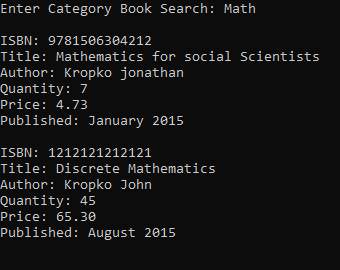 Enter Category Book Search: Math
ISBN: 9781506304212
Title: Mathematics for social Scientists
Author: Kropko jonathan
Quantity: 7
Price: 4.73
Published: January 2015
ISBN: 1212121212121
Title: Discrete Mathematics
Author: Kropko John
Quantity: 45
Price: 65.30
Published: August 2015